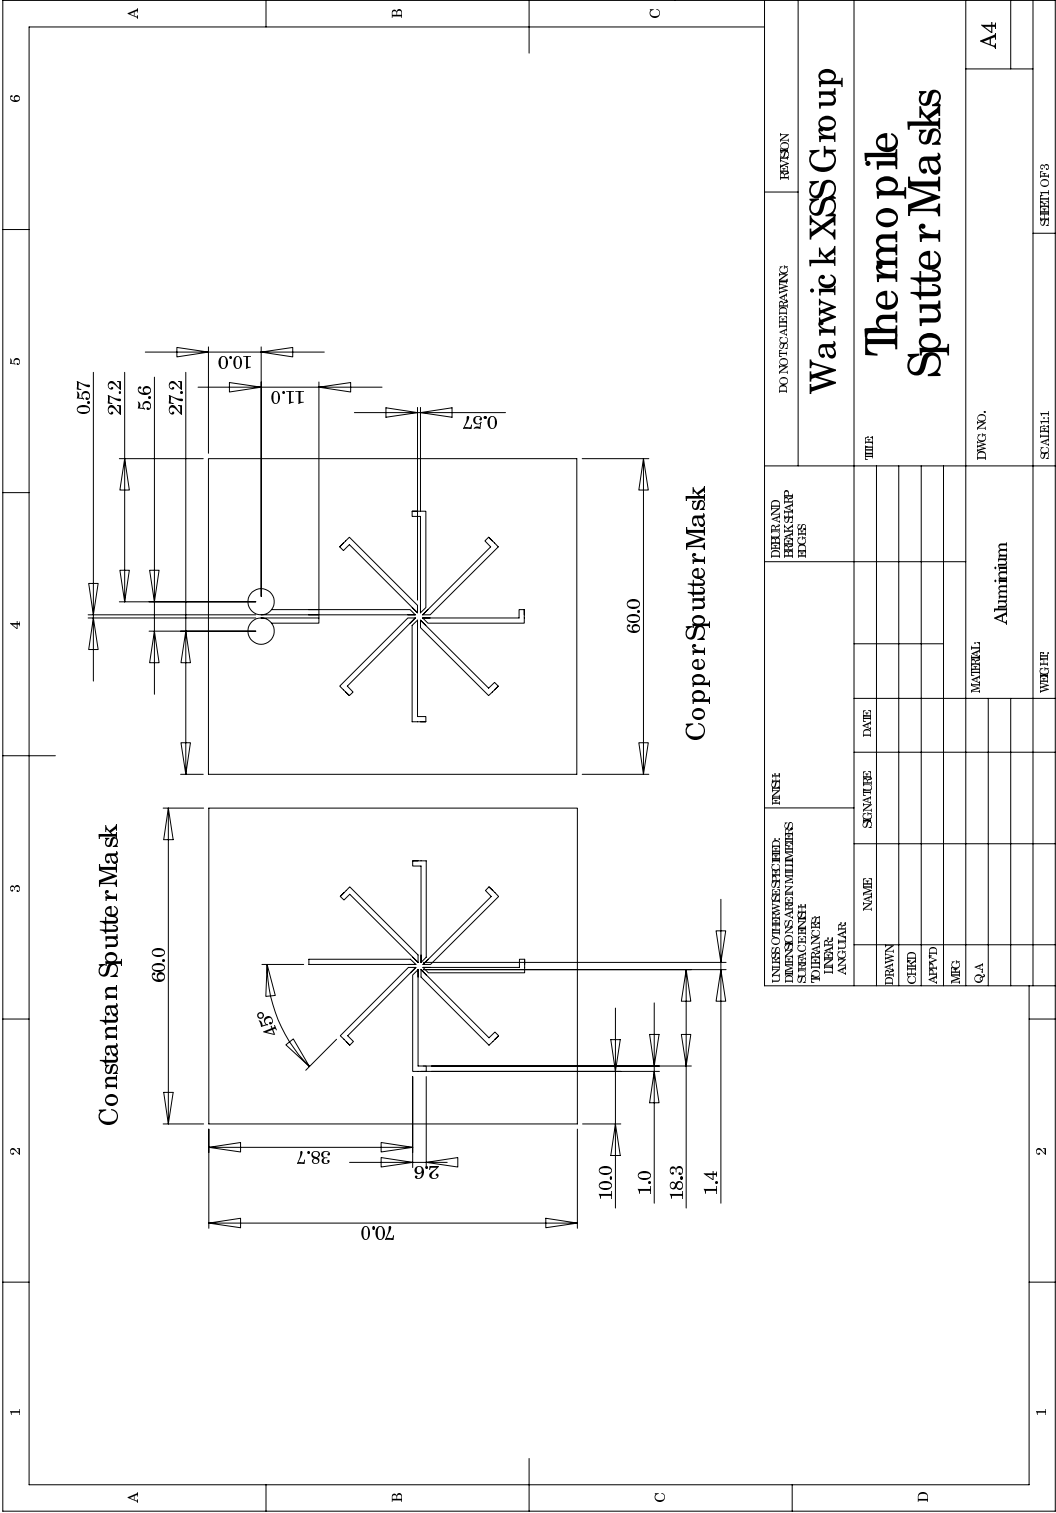 6
5
4
3
2
1
A
B
C
A
B
C
D
2
1
Constantan Sputter Mask
60.0
45°
38.7
2.6
70.0
10.0
1.0
18.3
1.4
0.57
27.2
5.6
27.2
10.0
11.0
0.57
60.0
Copper Sputter Mask
UNLESS OTHERWISE SPECIFIED:
DIMENSIONS ARE IN MILLIMETERS
SURFACE FINISH:
TOLERANCES:
LINEAR:
ANGULAR:
FINISH:
DEBUR AND
BREAK SHARP
EDGES
DO NOT SCALE DRAWING
REVISION
Warwick XSS Group
NAME
SIGNATURE
DATE
DRAWN
CHK'D
APPV'D
MFG
Q.A
TITLE:
Thermopile
Sputter Masks
MATERIAL:
Aluminium
DWG NO.
A4
WEIGHT:
SCALE:1:1
SHEET 1 OF 3